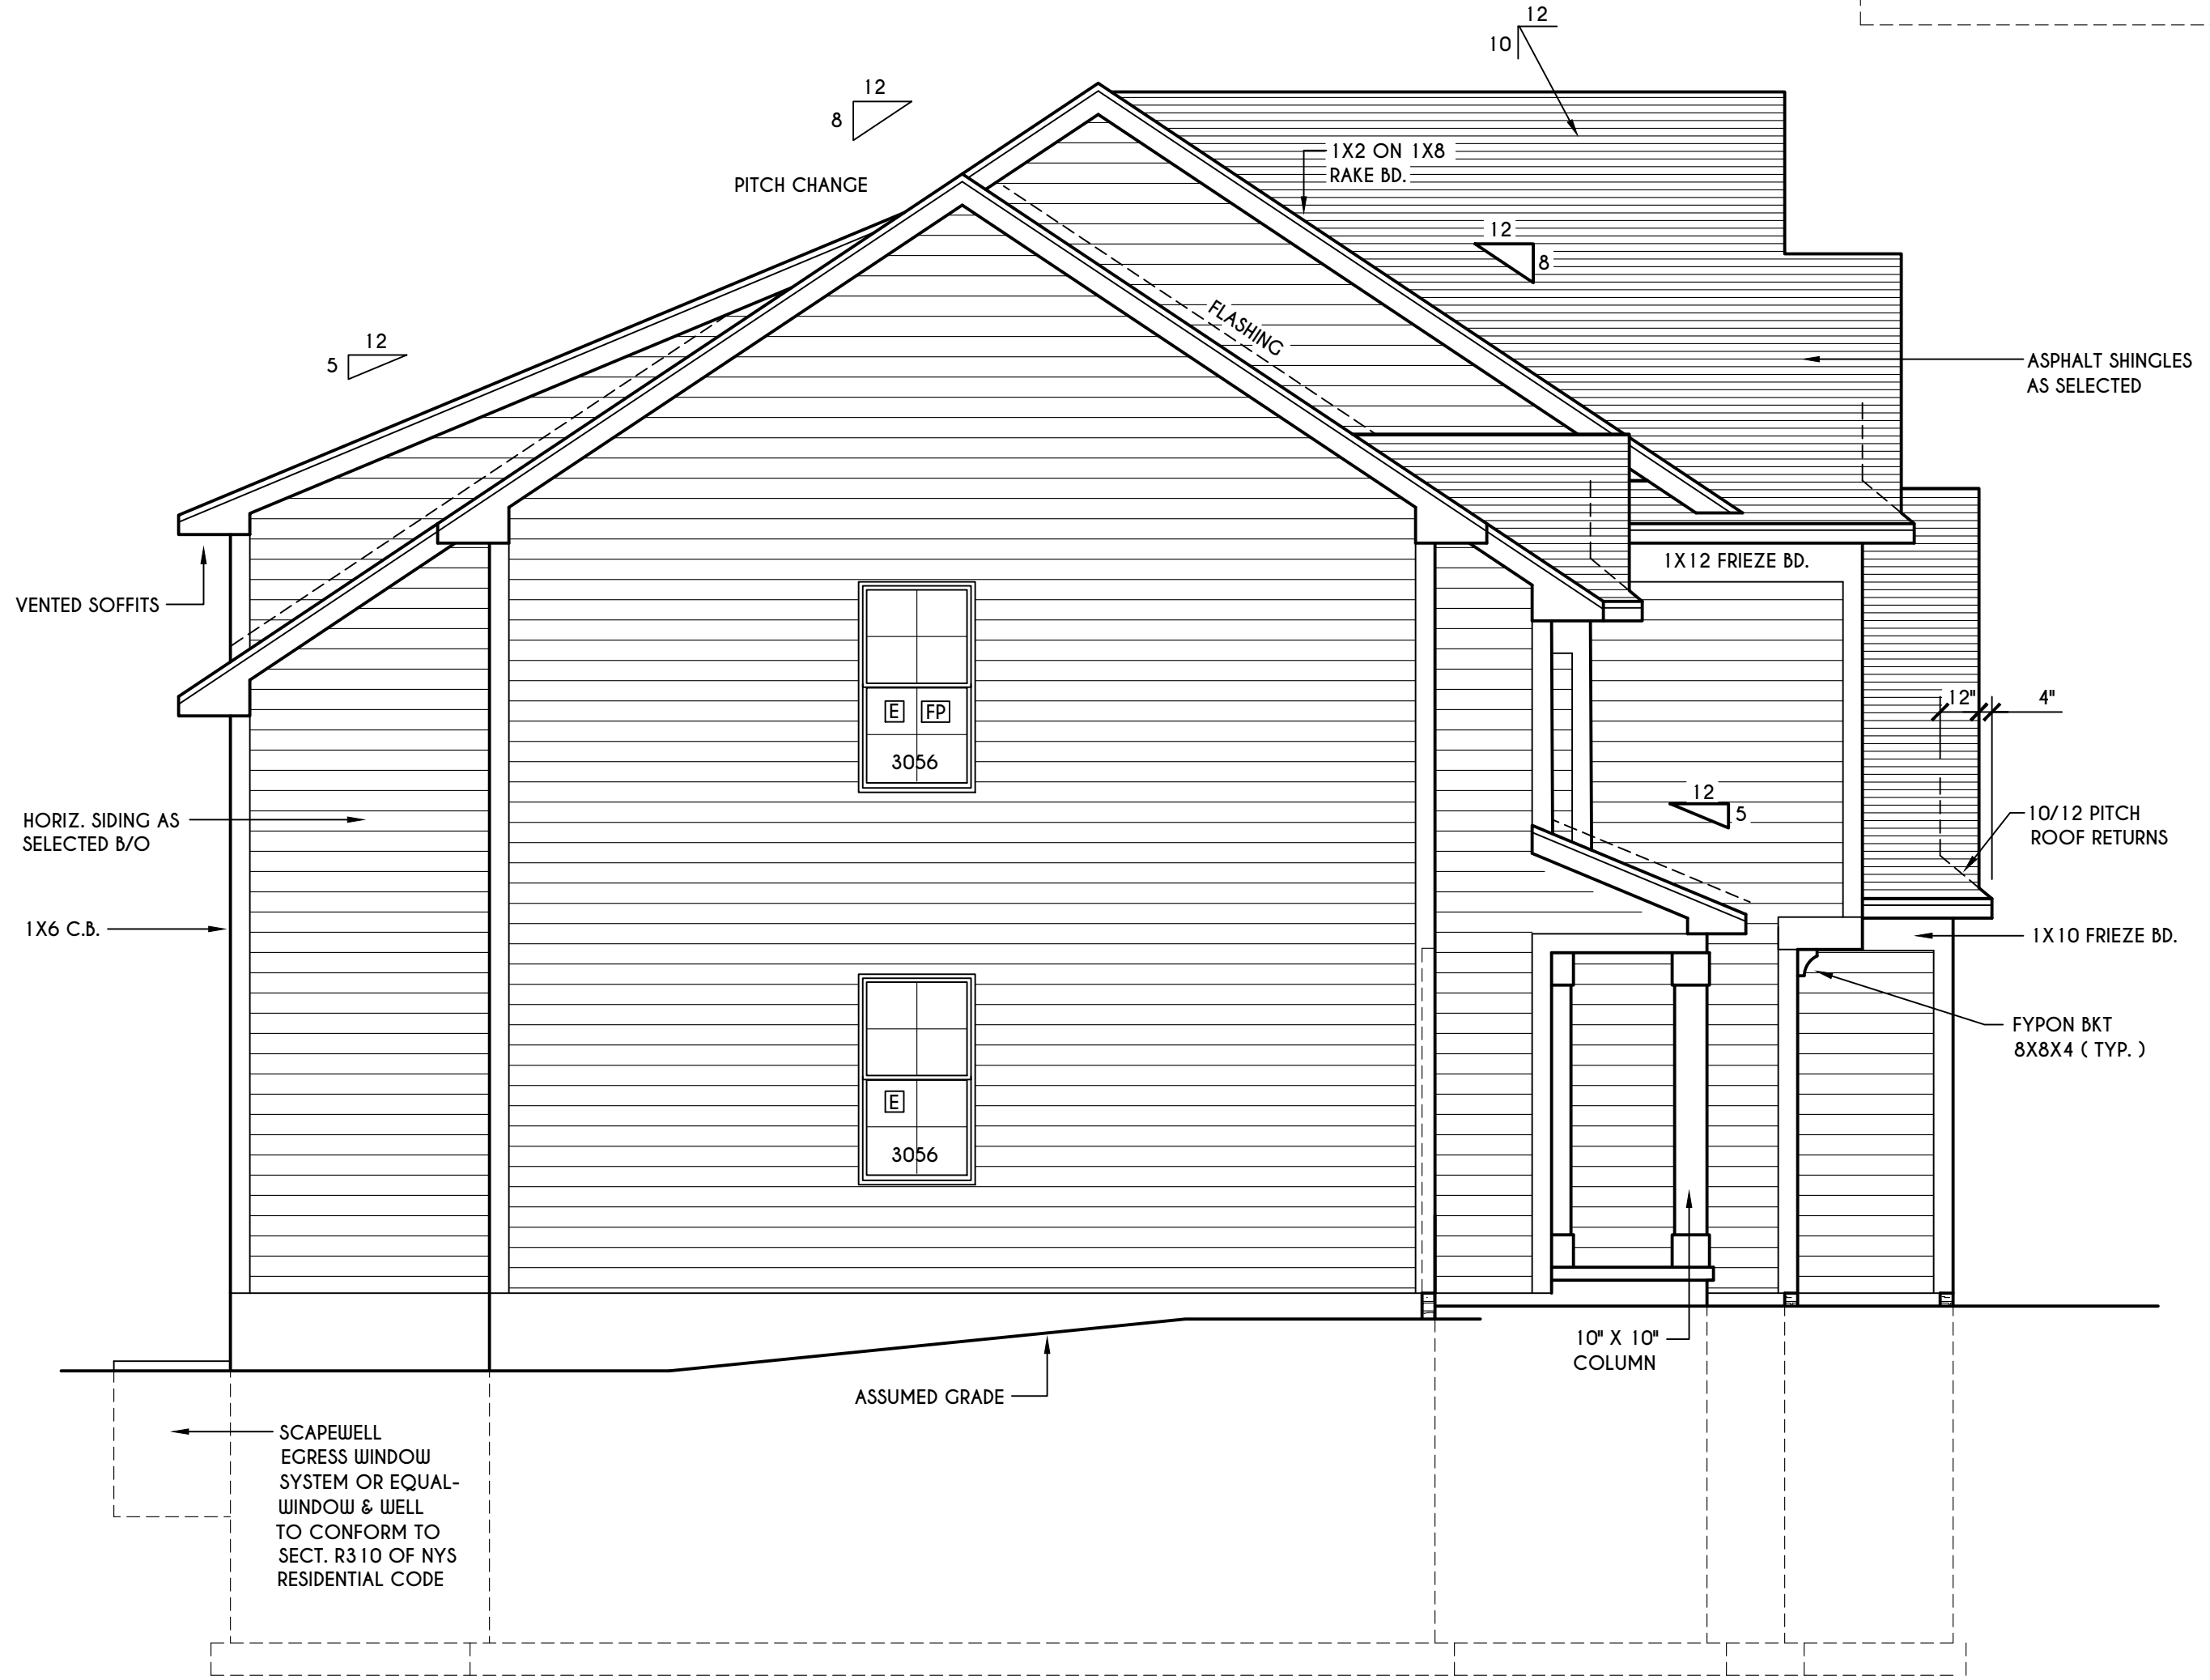 12
10
12
8
1X2 ON 1X8
RAKE BD.
PITCH CHANGE
12
8
FLASHING
12
5
ASPHALT SHINGLES
AS SELECTED
1X12 FRIEZE BD.
VENTED SOFFITS
E FP
3056
12" 4"
12
5
HORIZ. SIDING AS
SELECTED B/O
10/12 PITCH
ROOF RETURNS
1X6 C.B.
1X10 FRIEZE BD.
FYPON BKT
8X8X4 ( TYP. )
E
3056
10" X 10"
COLUMN
ASSUMED GRADE
SCAPEWELL
EGRESS WINDOW
SYSTEM OR EQUAL-
WINDOW & WELL
TO CONFORM TO
SECT. R310 OF NYS
RESIDENTIAL CODE